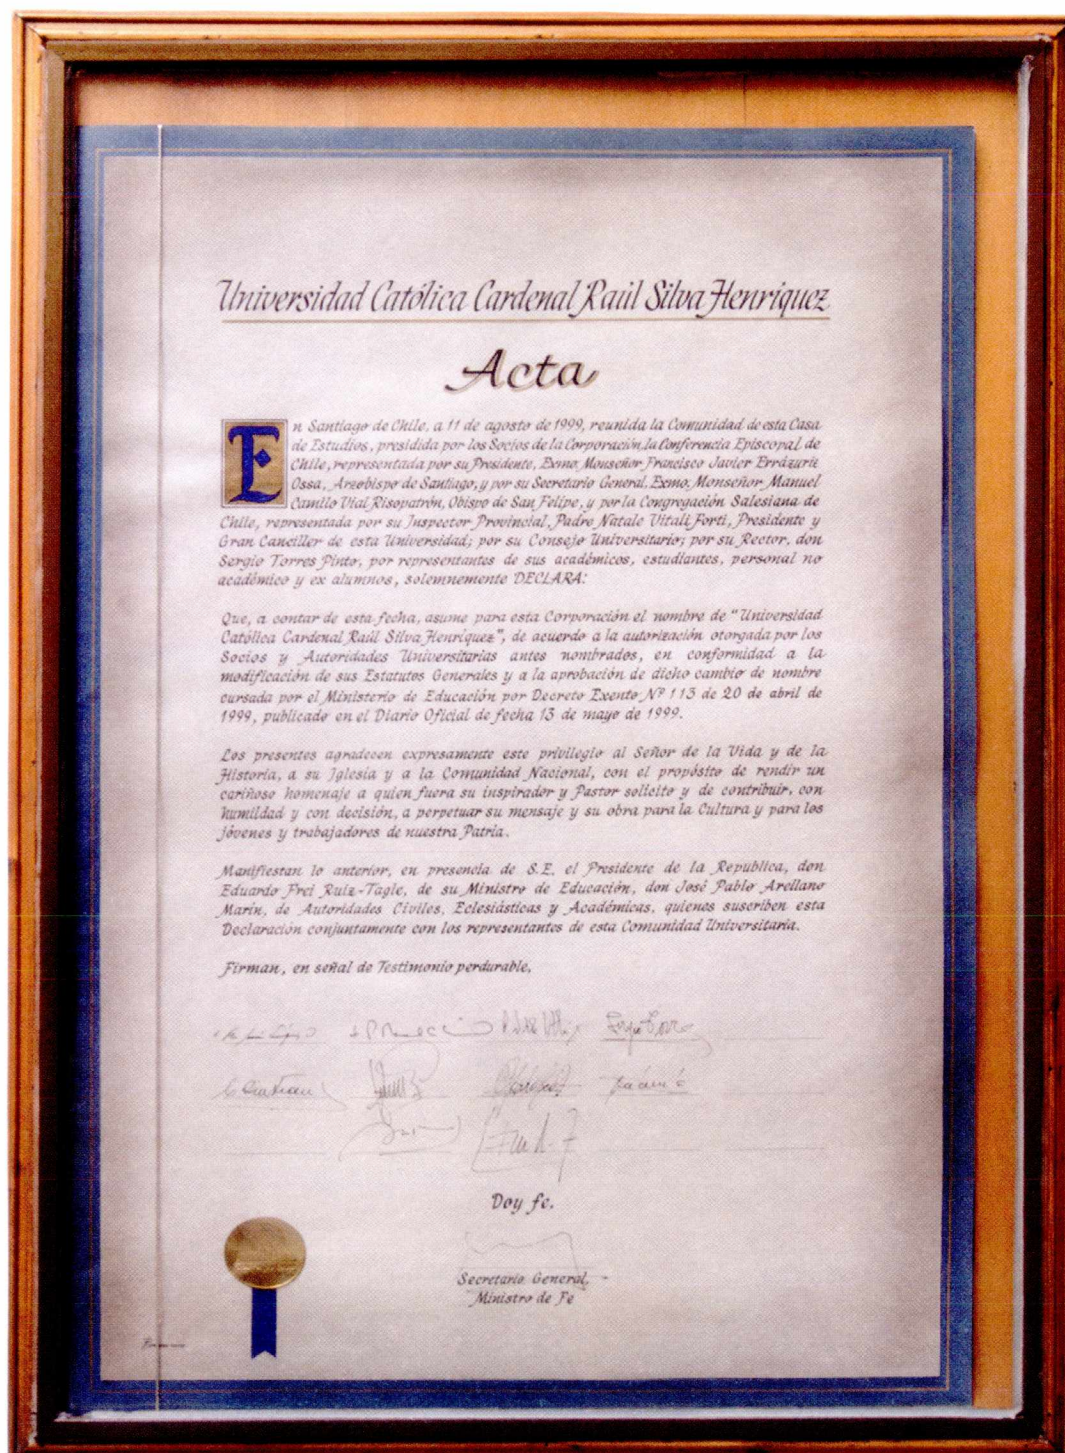 Universidad Católica Cardenal Raúl Silva Henríquez
Acta
En Santiago de Chile, a 11 de agosto de 1999, reunida la Comunidad de esta Casa
de Estudios, presidida por los Socios de la Corporación, la Conferencia Episcopal de
Chile, representada por su Presidente, Exmo. Monseñor Francisco Javier Errázuriz
Ossa, Arzobispo de Santiago, y por su Secretario General, Exmo. Monseñor Manuel
Camilo Vial Risopatrón, Obispo de San Felipe, y por la Congregación Salesiana de
Chile, representada por su Inspector Provincial, Padre Natale Vitali Forti, Presidente y
Gran Canciller de esta Universidad; por su Consejo Universitario; por su Rector, don
Sergio Torres Pinto, por representantes de sus académicos, estudiantes, personal no
académico y ex alumnos, solemnemente DECLARA:
Que, a contar de esta fecha, asume para esta Corporación el nombre de "Universidad
Católica Cardenal Raúl Silva Henríquez", de acuerdo a la autorización otorgada por los
Socios y Autoridades Universitarias antes nombrados, en conformidad a la
modificación de sus Estatutos Generales y a la aprobación de dicho cambio de nombre
cursada por el Ministerio de Educación por Decreto Exento Nº 113 de 20 de abril de
1999, publicado en el Diario Oficial de fecha 13 de mayo de 1999.
Los presentes agradecen expresamente este privilegio al Señor de la Vida y de la
Historia, a su Iglesia y a la Comunidad Nacional, con el propósito de rendir un
cariñoso homenaje a quien fuera su inspirador y Pastor solícito y de contribuir, con
humildad y con decisión, a perpetuar su mensaje y su obra para la Cultura y para los
jóvenes y trabajadores de nuestra Patria.
Manifiestan lo anterior, en presencia de S.E. el Presidente de la República, don
Eduardo Frei Ruiz-Tagle, de su Ministro de Educación, don José Pablo Arellano
Marín, de Autoridades Civiles, Eclesiásticas y Académicas, quienes suscriben esta
Declaración conjuntamente con los representantes de esta Comunidad Universitaria.
Firman, en señal de Testimonio perdurable,
Doy fe.
Secretario General
Ministro de Fe